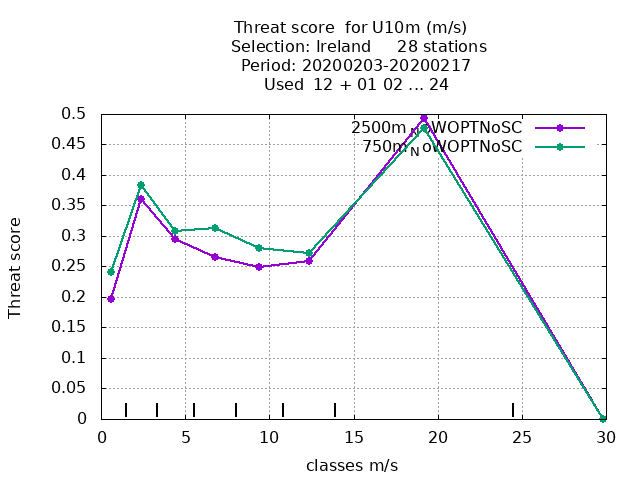 Threat score  for U10m (m/s)
Selection: Ireland     28 stations
Period: 20200203-20200217
Used  12 + 01 02 ... 24
2500m_NoWOPTNoSC
750m_NoWOPTNoSC
Threat score
0.5
0.45
0.4
0.35
0.3
0.25
0.2
0.15
0.1
0.05
0
0 5 10 15 20 25 30
classes m/s